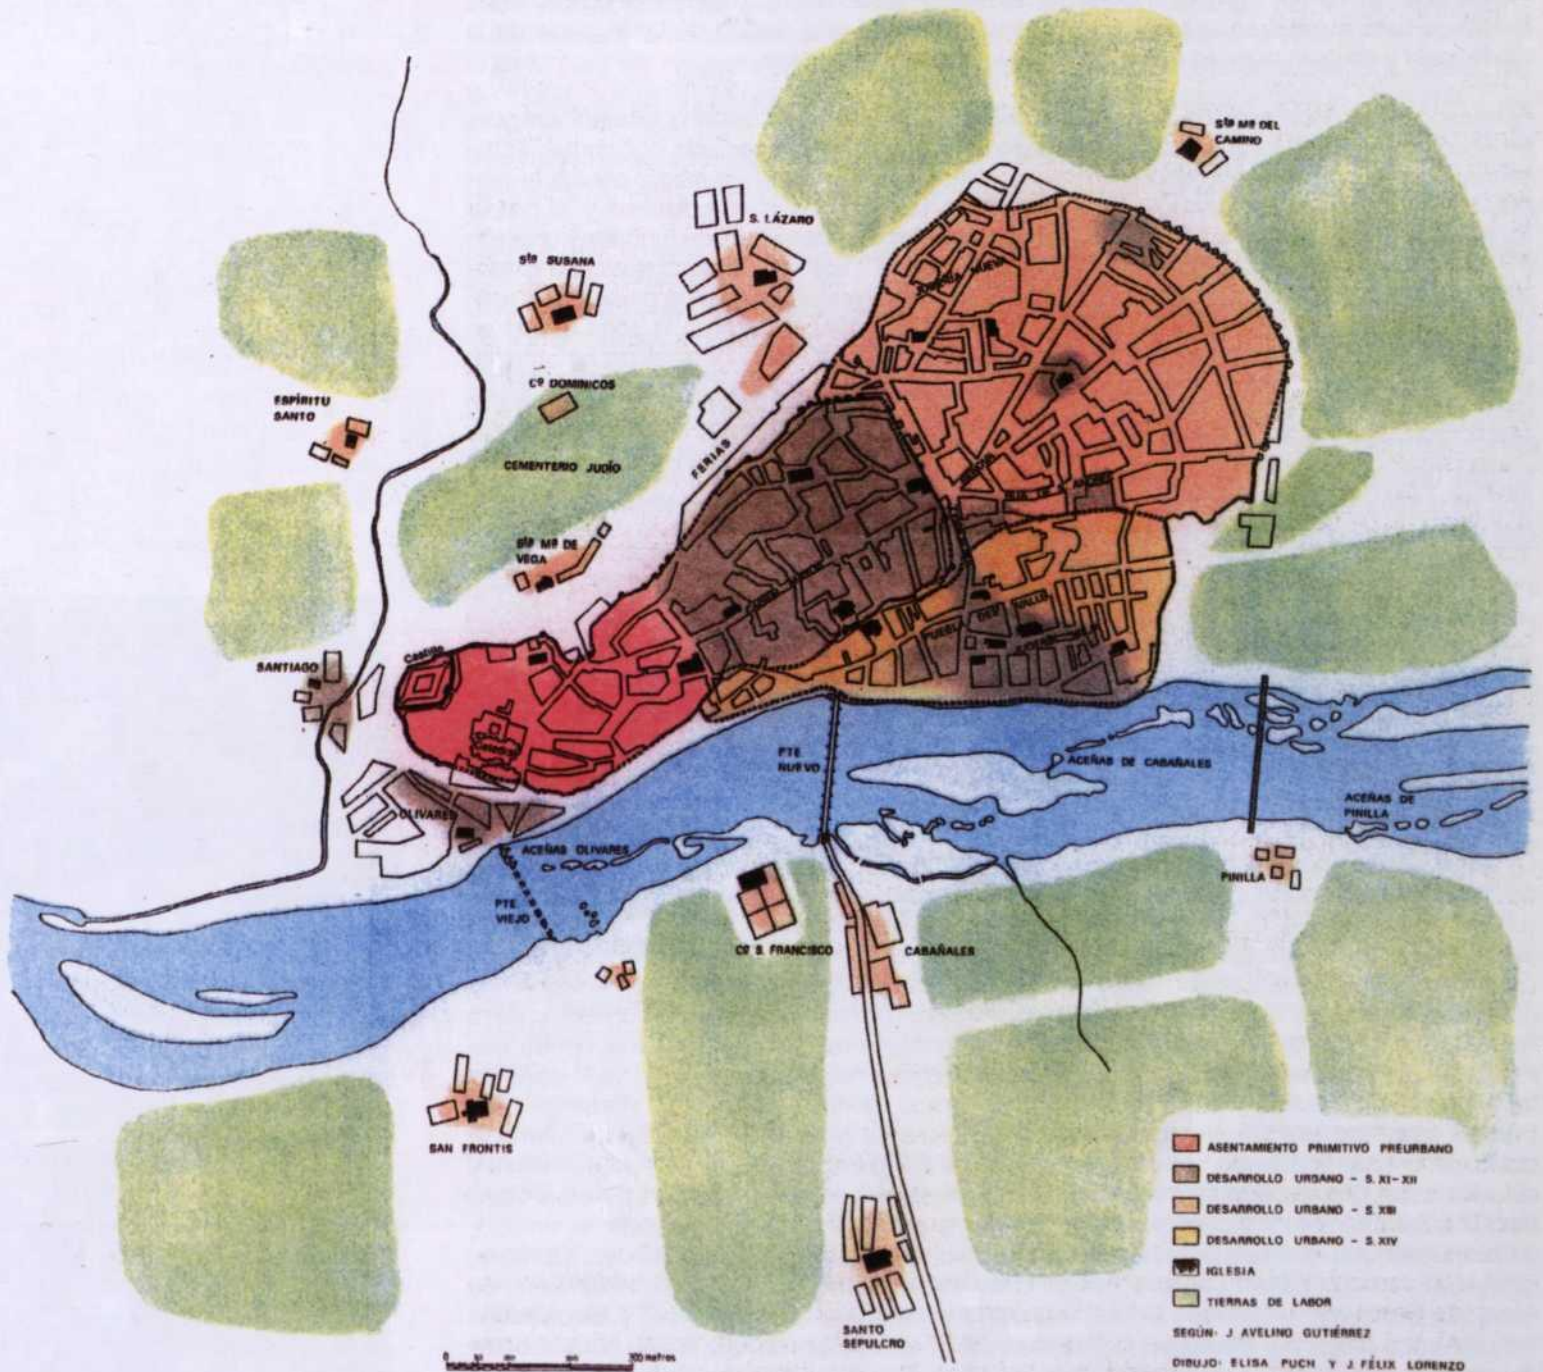 Sta Mª DEL
CAMINO
S. LÁZARO
Sta SUSANA
Cº DOMINICOS
ESPÍRITU
SANTO
FERIAS
CEMENTERIO JUDÍO
Sta Mª DE
VEGA
SANTIAGO
Castillo
Catedral
OLIVARES
PTE
NUEVO
ACEÑAS DE CABAÑALES
ACEÑAS DE
PINILLA
ACEÑAS OLIVARES
PTE
VIEJO
PINILLA
Cº S. FRANCISCO
CABAÑALES
SAN FRONTIS
SANTO
SEPULCRO
ASENTAMIENTO PRIMITIVO PREURBANO
DESARROLLO URBANO - S. XI-XII
DESARROLLO URBANO - S. XIII
DESARROLLO URBANO - S. XIV
IGLESIA
TIERRAS DE LABOR
SEGÚN: J AVELINO GUTIÉRREZ
DIBUJO: ELISA PUCH Y J. FÉLIX LORENZO
0
metros